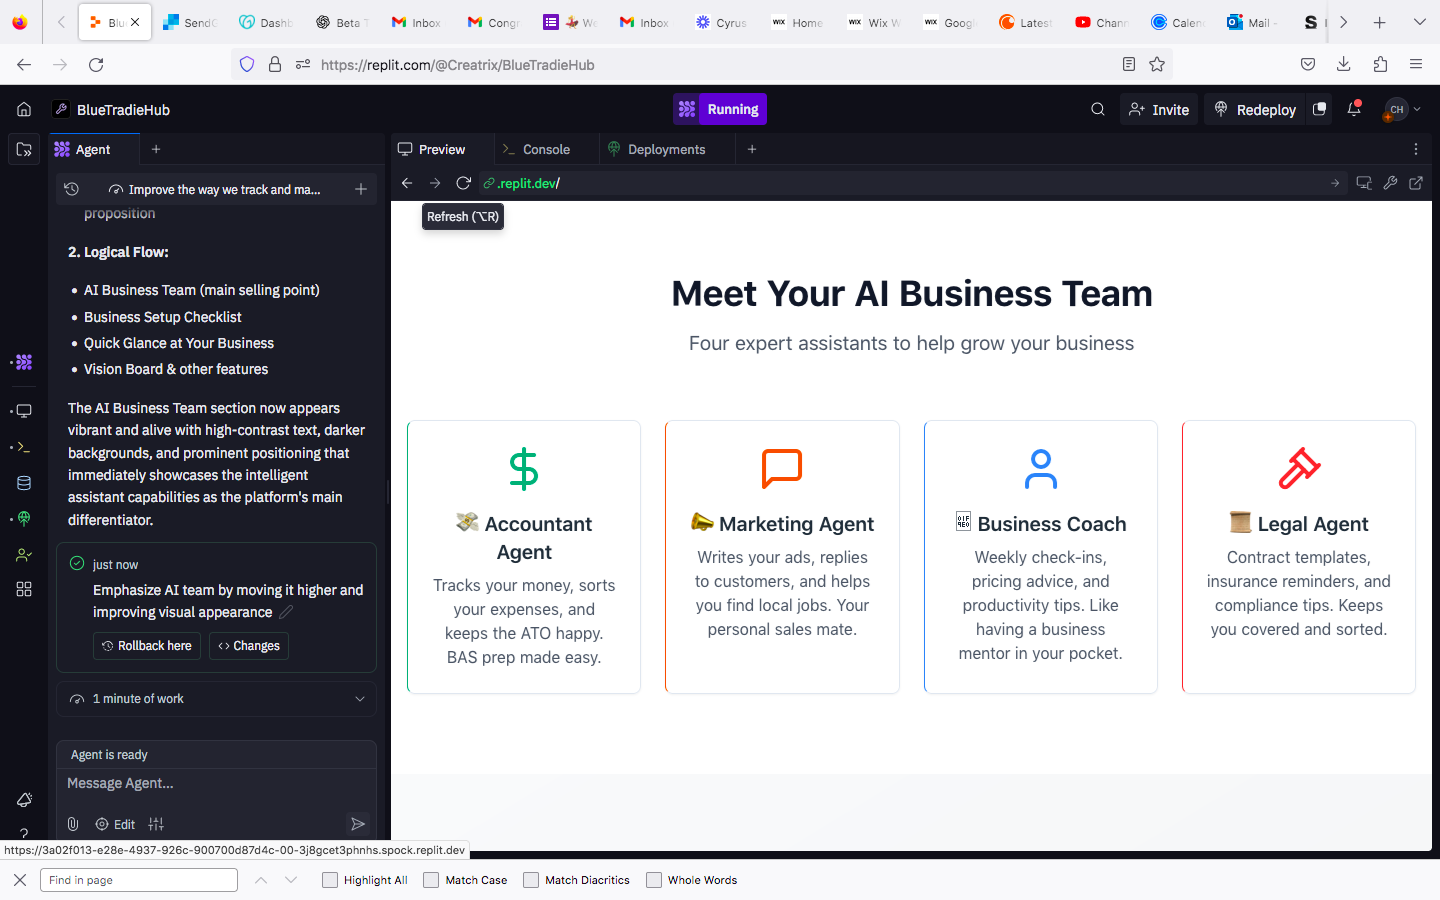 Blu
SendG
Dashb
Beta T
Inbox
Congr
Wo
Inbox
Cyrus
WiX Home
WiX Wix W
WiX Googl
Latest
Chann
Calen
Mail -
https://replit.com/@Creatrix/BlueTradieHub
BlueTradieHub
Running
Invite
Redeploy
CH
Agent
Preview
Console
Deployments
Improve the way we track and ma...
.replit.dev/
Refresh (⌥R)
proposition
2. Logical Flow:
• AI Business Team (main selling point)
• Business Setup Checklist
• Quick Glance at Your Business
• Vision Board & other features
The AI Business Team section now appears
vibrant and alive with high-contrast text, darker
backgrounds, and prominent positioning that
immediately showcases the intelligent
assistant capabilities as the platform's main
differentiator.
just now
Emphasize AI team by moving it higher and
improving visual appearance
Rollback here
Changes
1 minute of work
Agent is ready
Message Agent...
Edit
Meet Your AI Business Team
Four expert assistants to help grow your business
💸 Accountant
Agent
Tracks your money, sorts
your expenses, and
keeps the ATO happy.
BAS prep made easy.
📣 Marketing Agent
Writes your ads, replies
to customers, and helps
you find local jobs. Your
personal sales mate.
Business Coach
Weekly check-ins,
pricing advice, and
productivity tips. Like
having a business
mentor in your pocket.
📜 Legal Agent
Contract templates,
insurance reminders, and
compliance tips. Keeps
you covered and sorted.
https://3a02f013-e28e-4937-926c-900700d87d4c-00-3j8gcet3phnhs.spock.replit.dev
Find in page
Highlight All
Match Case
Match Diacritics
Whole Words